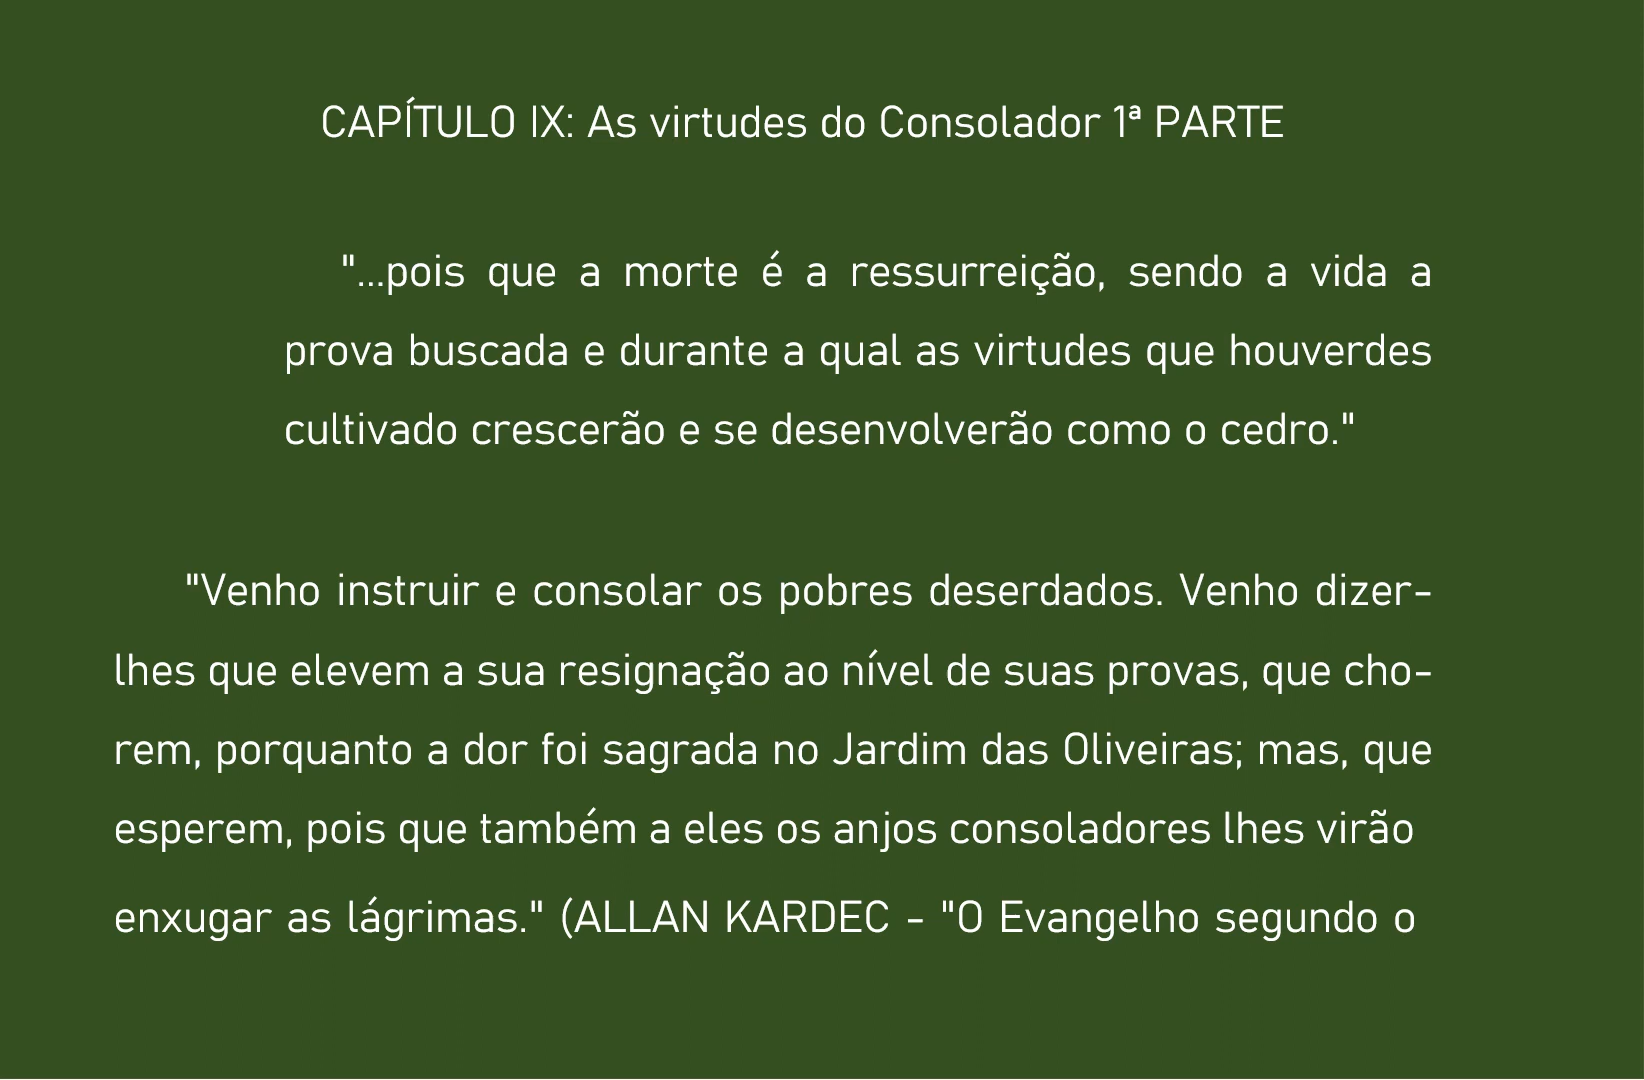 CAPÍTULO IX: As virtudes do Consolador 1ª PARTE
"...pois que a morte é a ressurreição, sendo a vida a
prova buscada e durante a qual as virtudes que houverdes
cultivado crescerão e se desenvolverão como o cedro."
"Venho instruir e consolar os pobres deserdados. Venho dizer-
lhes que elevem a sua resignação ao nível de suas provas, que cho-
rem, porquanto a dor foi sagrada no Jardim das Oliveiras; mas, que
esperem, pois que também a eles os anjos consoladores lhes virão
enxugar as lágrimas." (ALLAN KARDEC - "O Evangelho segundo o